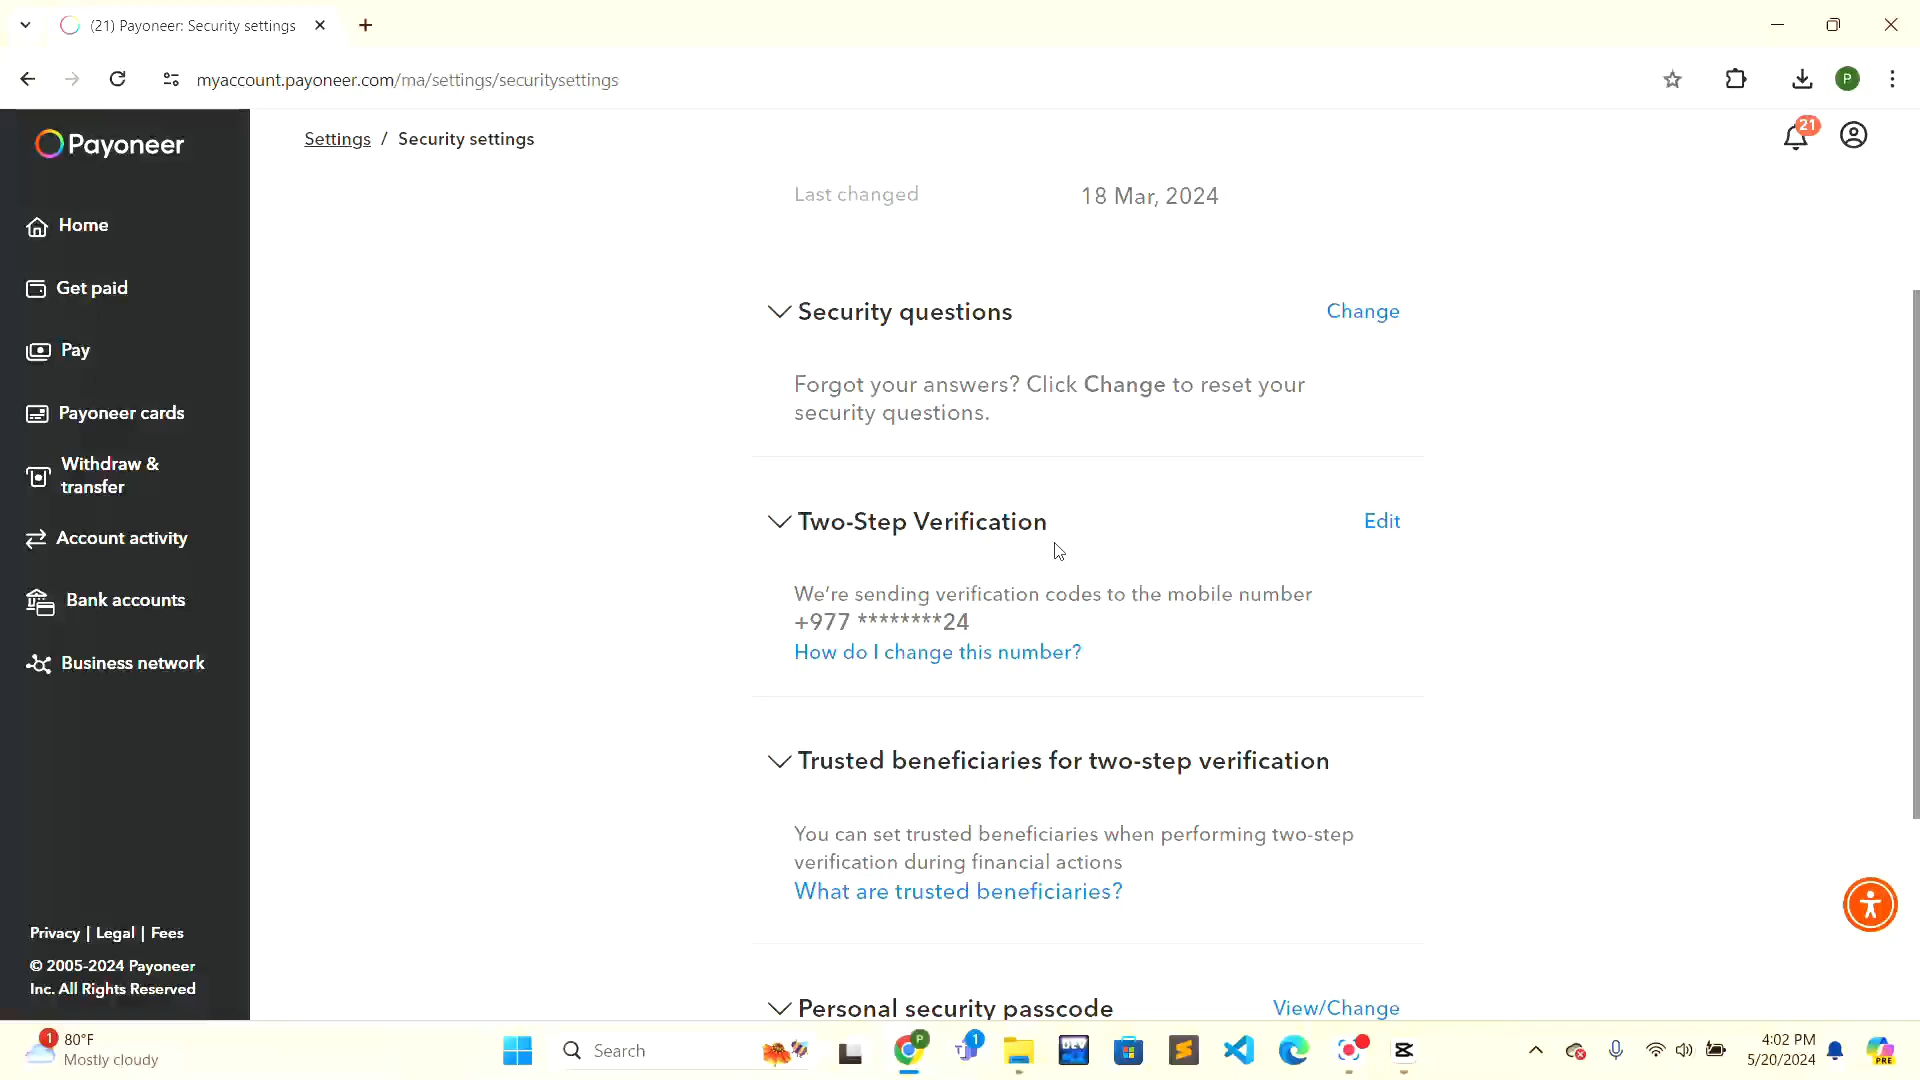 (21) Payoneer: Security settings
myaccount.payoneer.com/ma/settings/securitysettings
P
Payoneer
Settings / Security settings
21
Last changed 18 Mar, 2024
Home
Get paid
Security questions Change
Pay
Forgot your answers? Click Change to reset your
security questions.
Payoneer cards
Withdraw &
transfer
Two-Step Verification Edit
Account activity
We're sending verification codes to the mobile number
+977 ********24
Bank accounts
How do I change this number?
Business network
Trusted beneficiaries for two-step verification
You can set trusted beneficiaries when performing two-step
verification during financial actions
What are trusted beneficiaries?
Privacy | Legal | Fees
© 2005-2024 Payoneer
Inc. All Rights Reserved
Personal security passcode View/Change
1
80°F
Mostly cloudy
Search
P
1
DEV
4:02 PM
5/20/2024
PRE